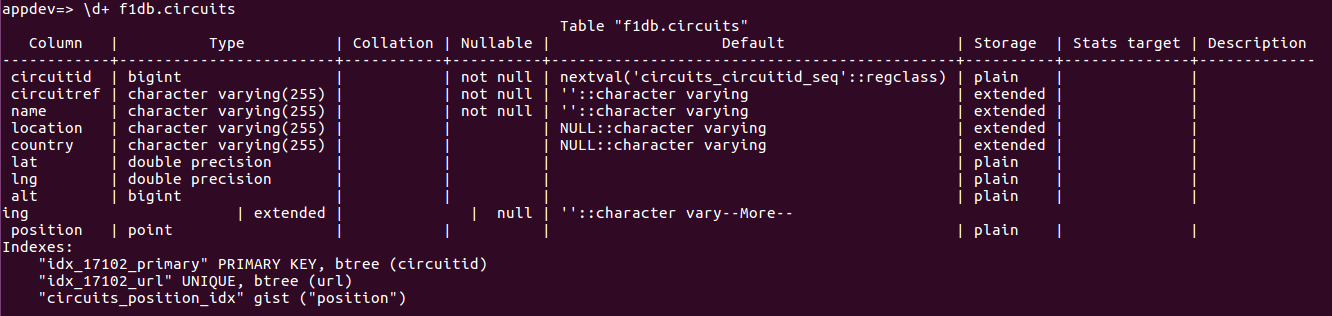 appdev=> \d+ f1db.circuits
                                                             Table "f1db.circuits"
   Column   |          Type          | Collation | Nullable |                   Default                    | Storage  | Stats target | Description
------------+------------------------+-----------+----------+----------------------------------------------+----------+--------------+-------------
 circuitid  | bigint                 |           | not null | nextval('circuits_circuitid_seq'::regclass) | plain    |              |
 circuitref | character varying(255) |           | not null | ''::character varying                        | extended |              |
 name       | character varying(255) |           | not null | ''::character varying                        | extended |              |
 location   | character varying(255) |           |          | NULL::character varying                      | extended |              |
 country    | character varying(255) |           |          | NULL::character varying                      | extended |              |
 lat        | double precision       |           |          |                                              | plain    |              |
 lng        | double precision       |           |          |                                              | plain    |              |
 alt        | bigint                 |           |          |                                              | plain    |              |
ing                          | extended |              |  null | ''::character vary--More--
 position   | point                  |           |          |                                              | plain    |              |
Indexes:
    "idx_17102_primary" PRIMARY KEY, btree (circuitid)
    "idx_17102_url" UNIQUE, btree (url)
    "circuits_position_idx" gist ("position")